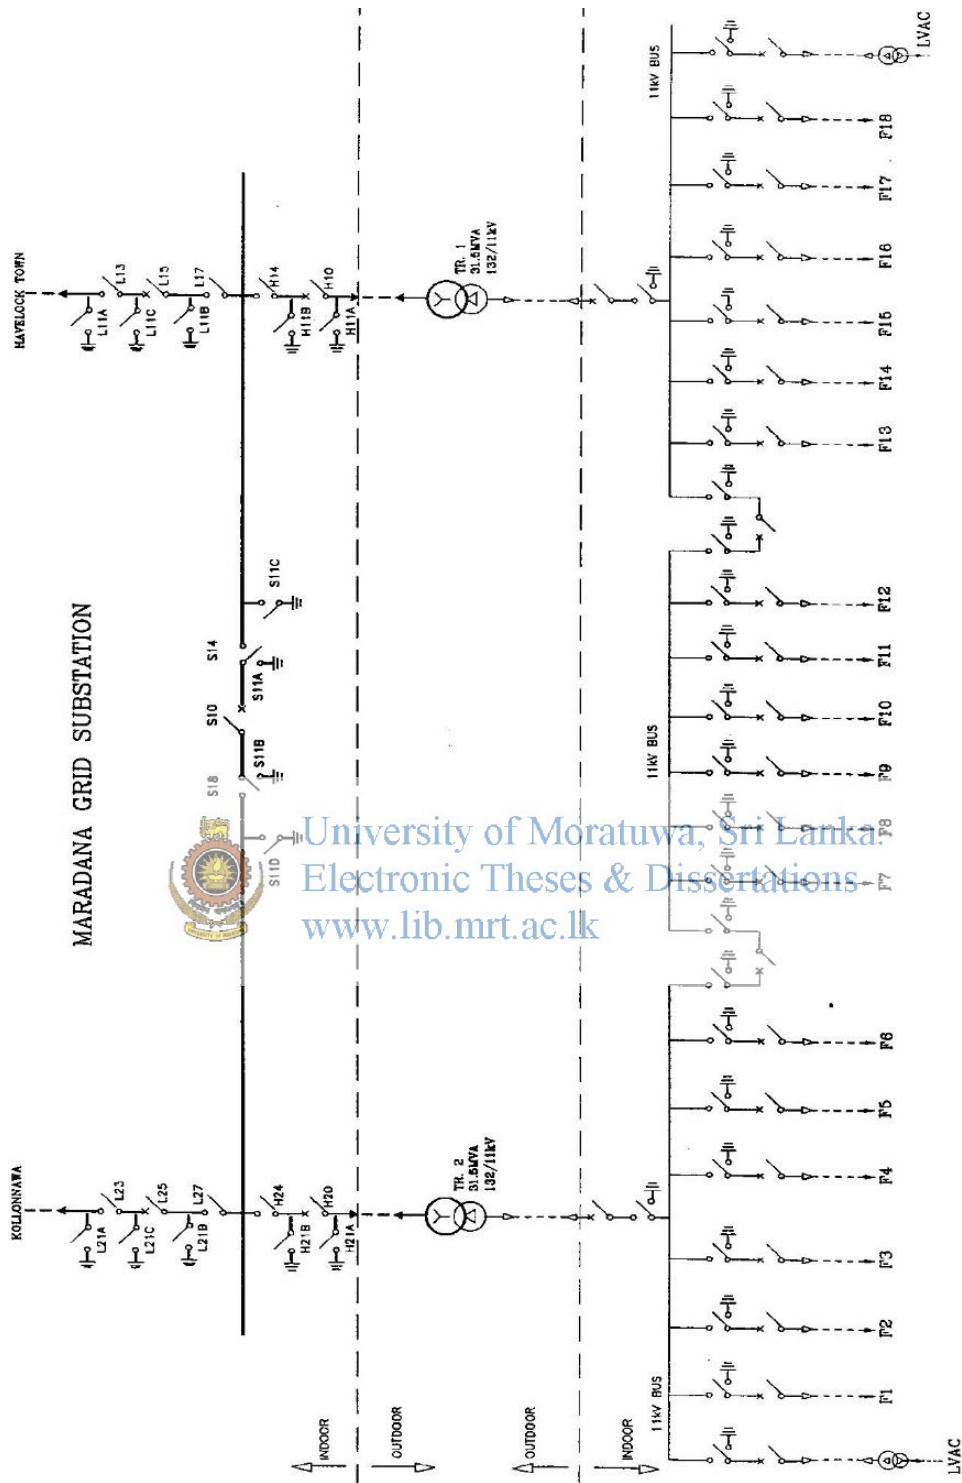 MARADANA GRID SUBSTATION
KOLLONNAWA
L21A
L23
L21C
L25
L21B
L27
H24
H21B
H20
H21A
S18
S11D
S11B
S10
S11A
S14
S11C
HAVELOCK TOWN
L11A
L13
L11C
L15
L11B
L17
H14
H11B
H10
H11A
INDOOR
OUTDOOR
TR. 2
31.5MVA
132/11kV
TR. 1
31.5MVA
132/11kV
OUTDOOR
INDOOR
11kV BUS
11kV BUS
11kV BUS
LVAC
F1
F2
F3
F4
F5
F6
F7
F8
F9
F10
F11
F12
F13
F14
F15
F16
F17
F18
LVAC
University of Moratuwa, Sri Lanka.
Electronic Theses & Dissertations
www.lib.mrt.ac.lk